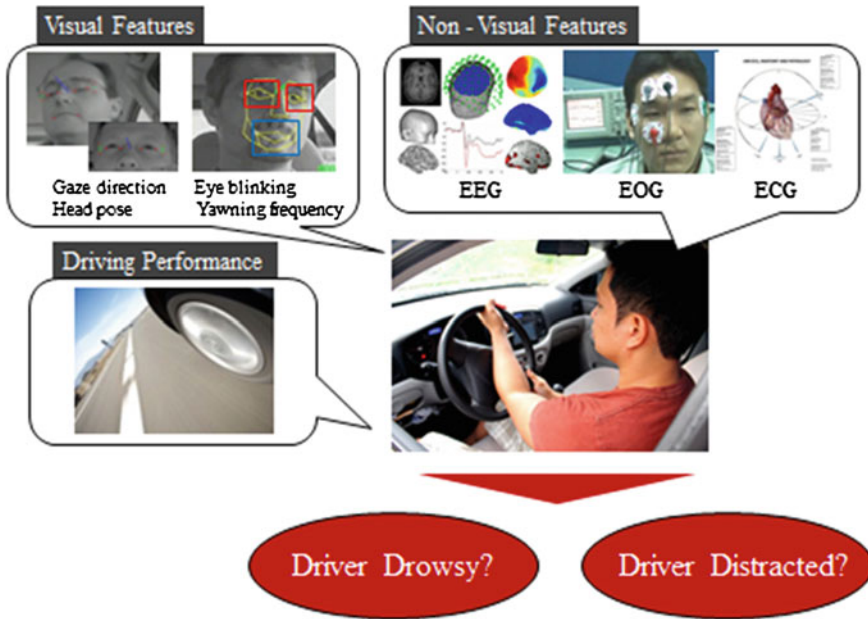 Visual Features
Non - Visual Features
Gaze direction
Head pose
Eye blinking
Yawning frequency
EEG
EOG
ECG
Driving Performance
Driver Drowsy?
Driver Distracted?